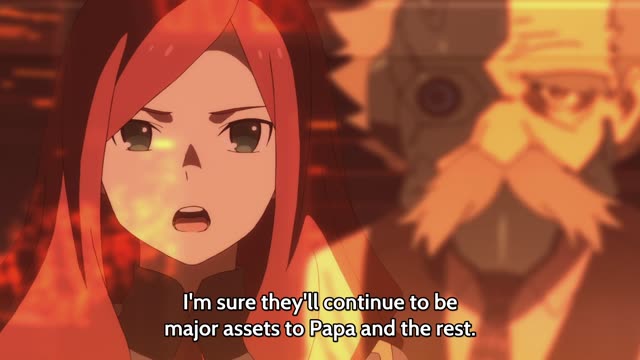 I'm sure they'll continue to be
major assets to Papa and the rest.